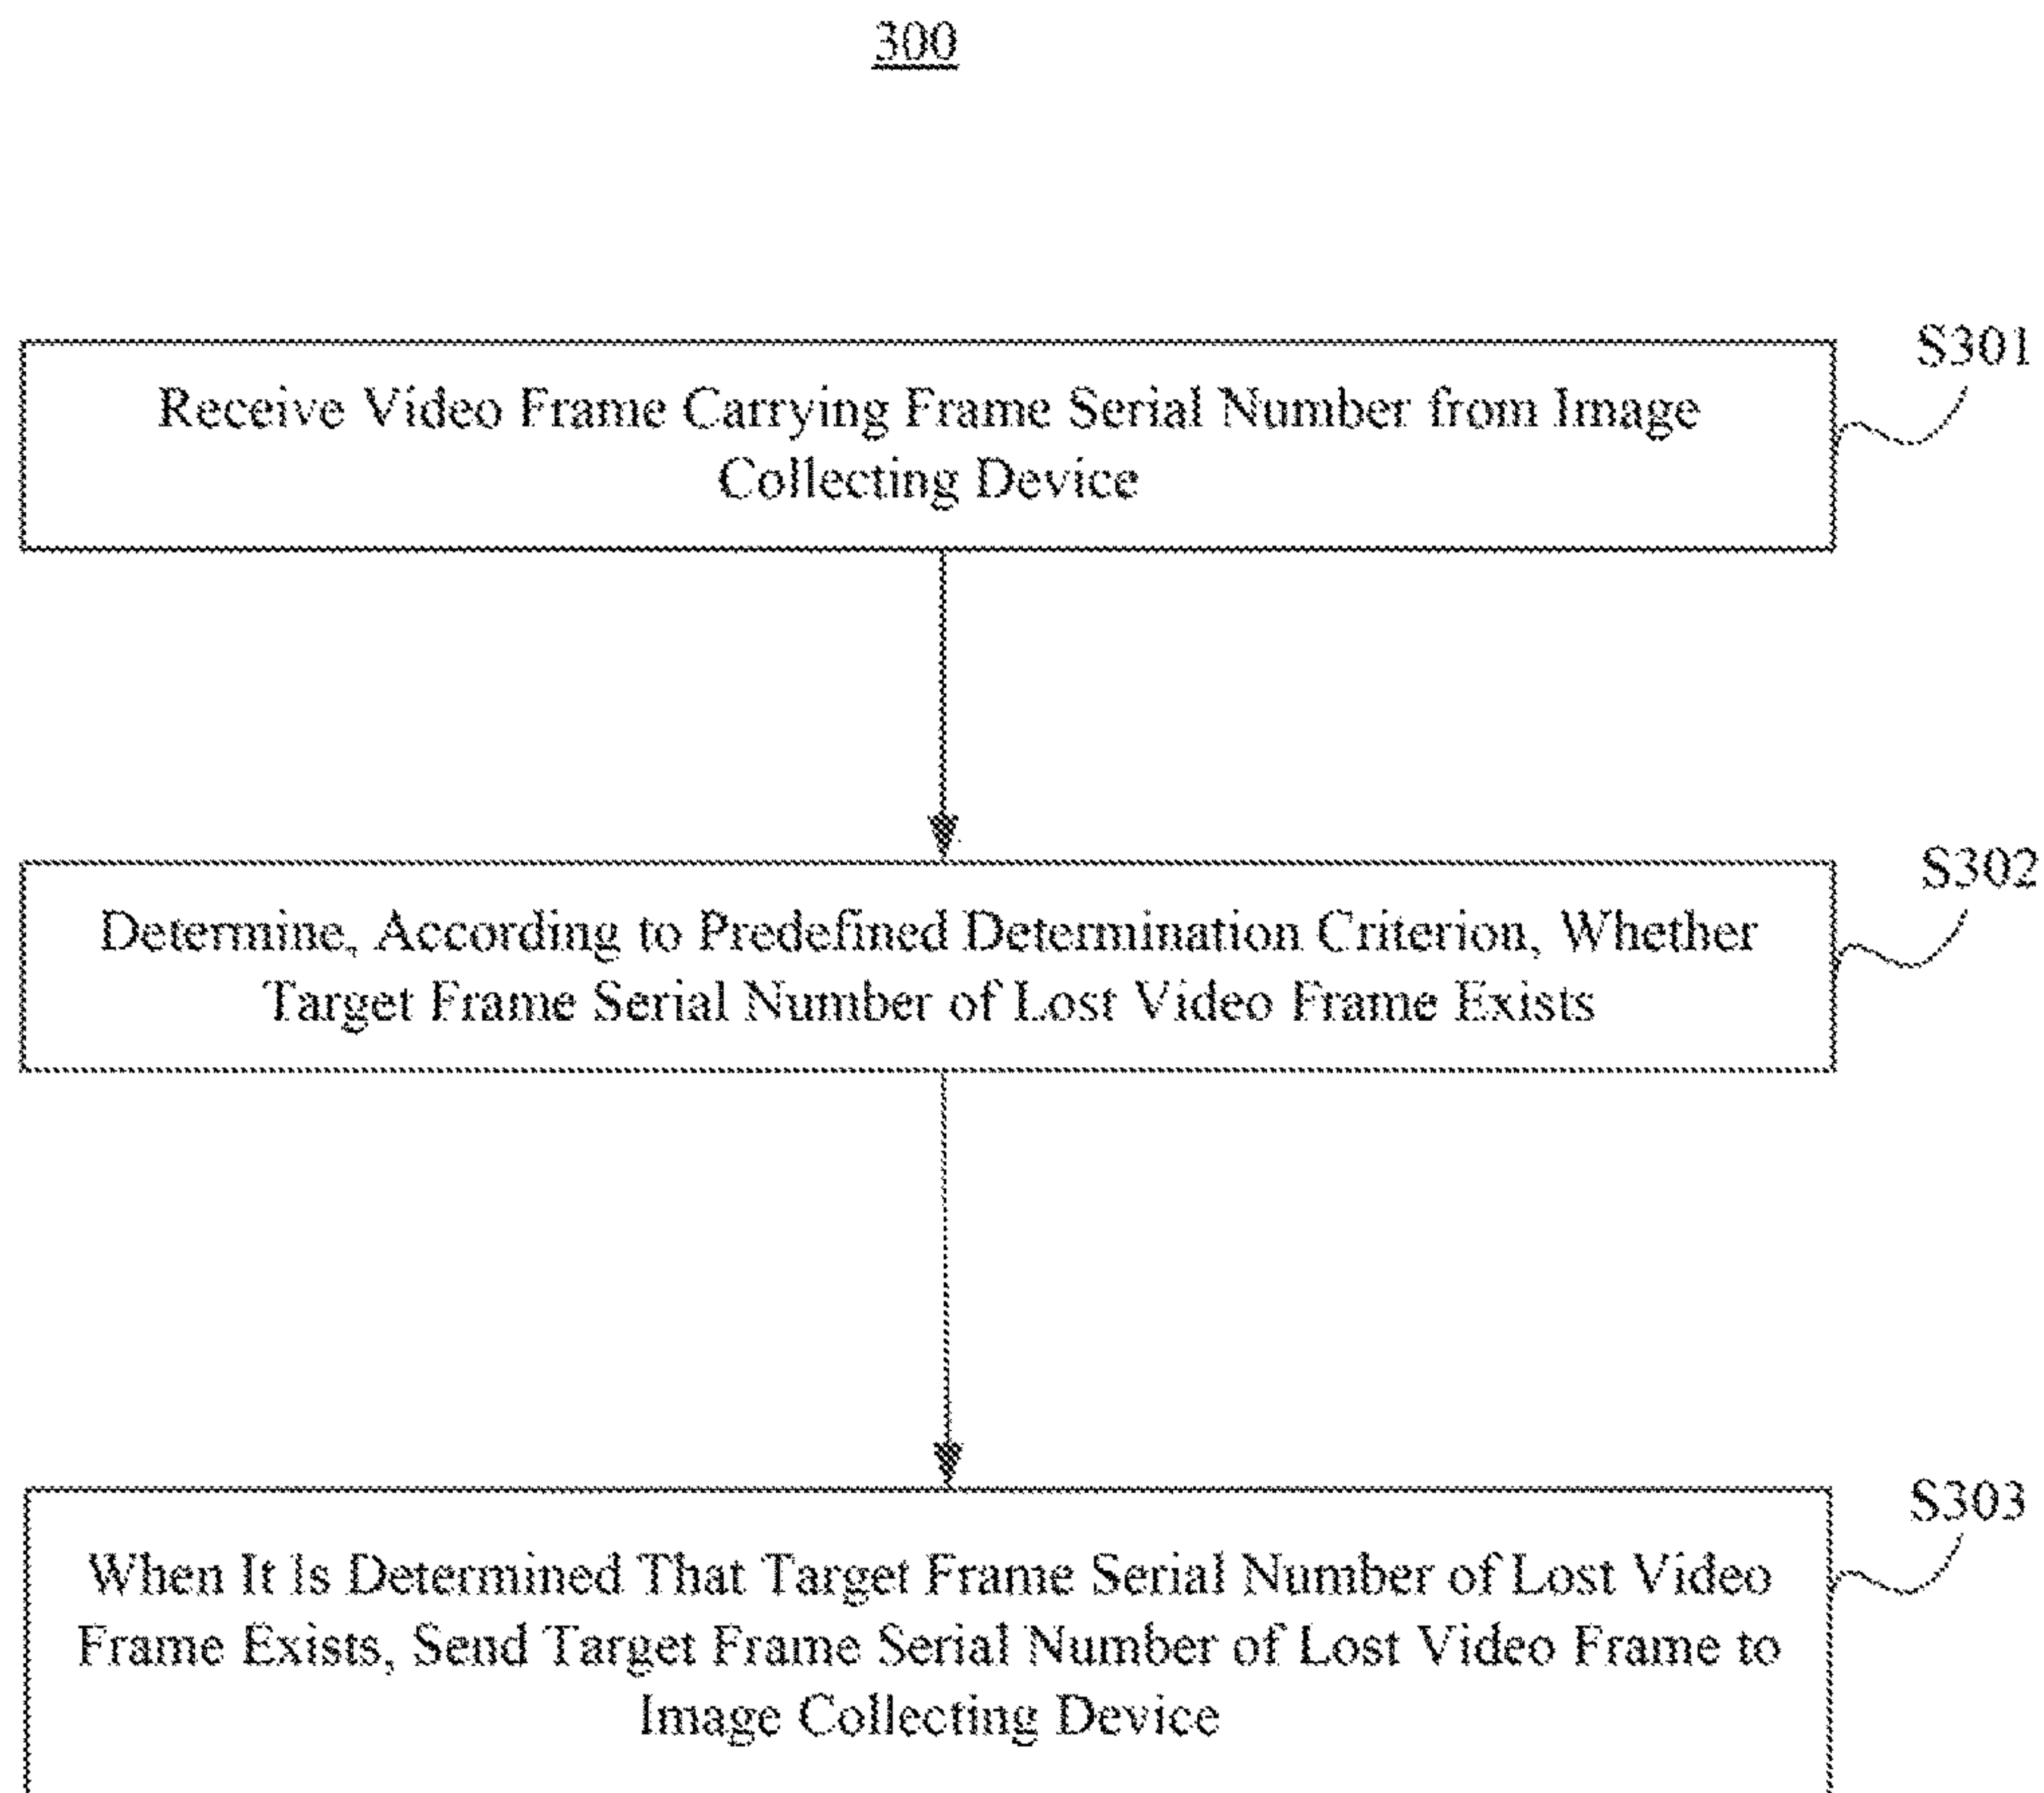 300
S301
Receive Video Frame Carrying Frame Serial Number from Image
Collecting Device
S302
Determine, According to Predefined Determination Criterion, Whether
Target Frame Serial Number of Lost Video Frame Exists
S303
When It Is Determined That Target Frame Serial Number of Lost Video
Frame Exists, Send Target Frame Serial Number of Lost Video Frame to
Image Collecting Device